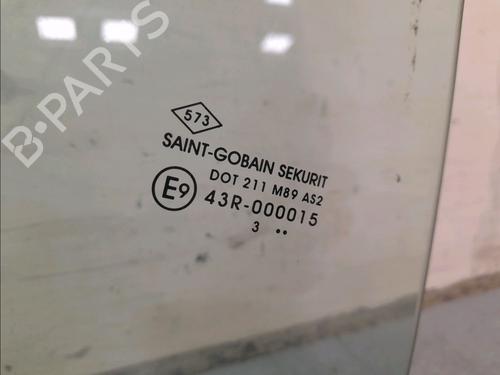 B-PARTS
573
SAINT-GOBAIN SEKURIT
DOT 211 M89 AS2
E9 43R-000015
3 ••